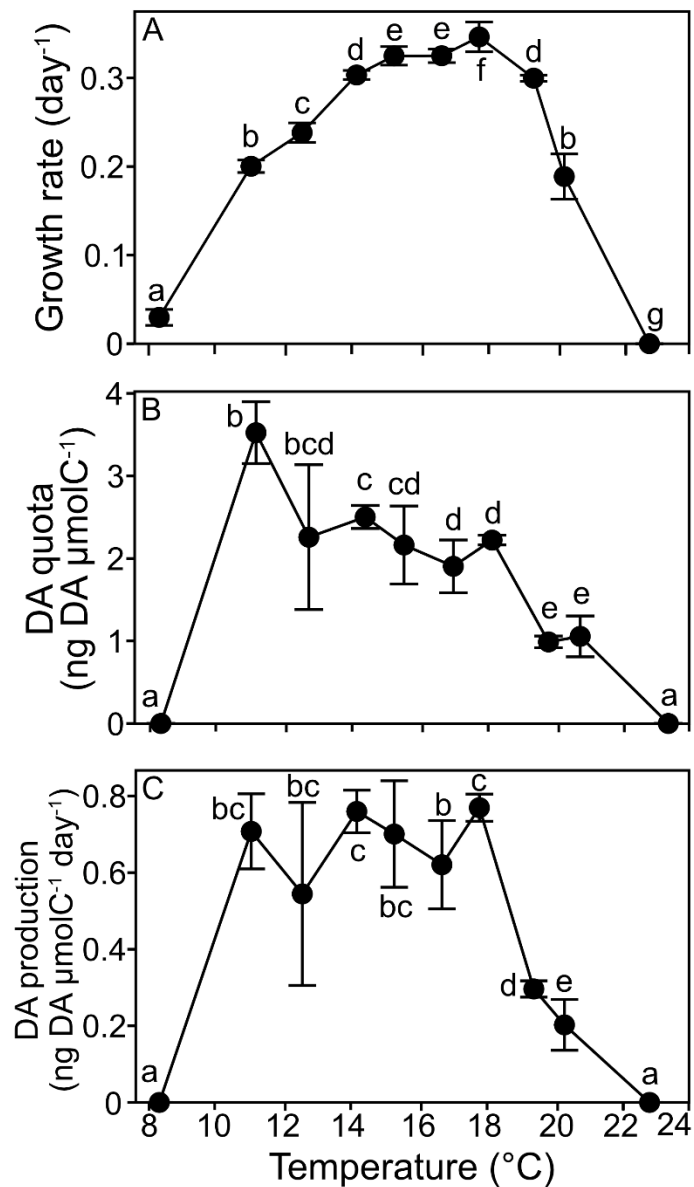 A
Growth rate (day⁻¹)
0.3
0.2
0.1
0
a
b
c
d
e
e
f
d
b
g
B
DA quota
(ng DA µmolC⁻¹)
4
3
2
1
0
a
b
bcd
c
cd
d
d
e
e
a
C
DA production
(ng DA µmolC⁻¹ day⁻¹)
0.8
0.6
0.4
0.2
0
a
bc
bc
c
bc
b
c
d
e
a
8 10 12 14 16 18 20 22 24
Temperature (°C)